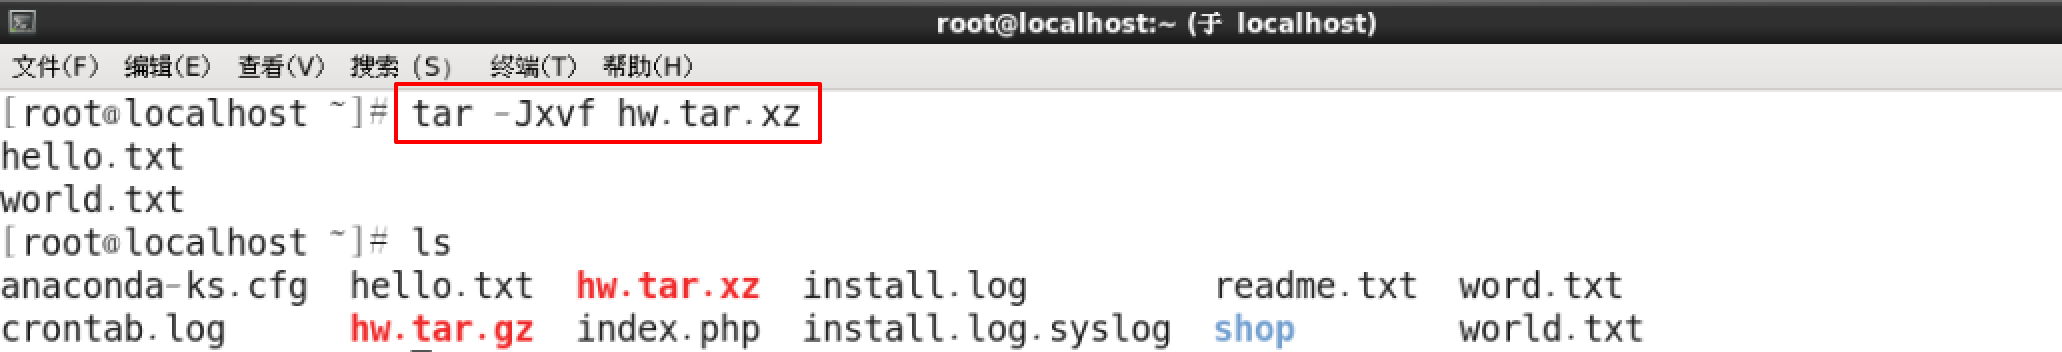 root@localhost:~ (于 localhost)
文件(F) 编辑(E) 查看(V) 搜索 (S) 终端(T) 帮助(H)
[root@localhost ~]# tar -Jxvf hw.tar.xz
hello.txt
world.txt
[root@localhost ~]# ls
anaconda-ks.cfg hello.txt hw.tar.xz install.log readme.txt word.txt
crontab.log hw.tar.gz index.php install.log.syslog shop world.txt